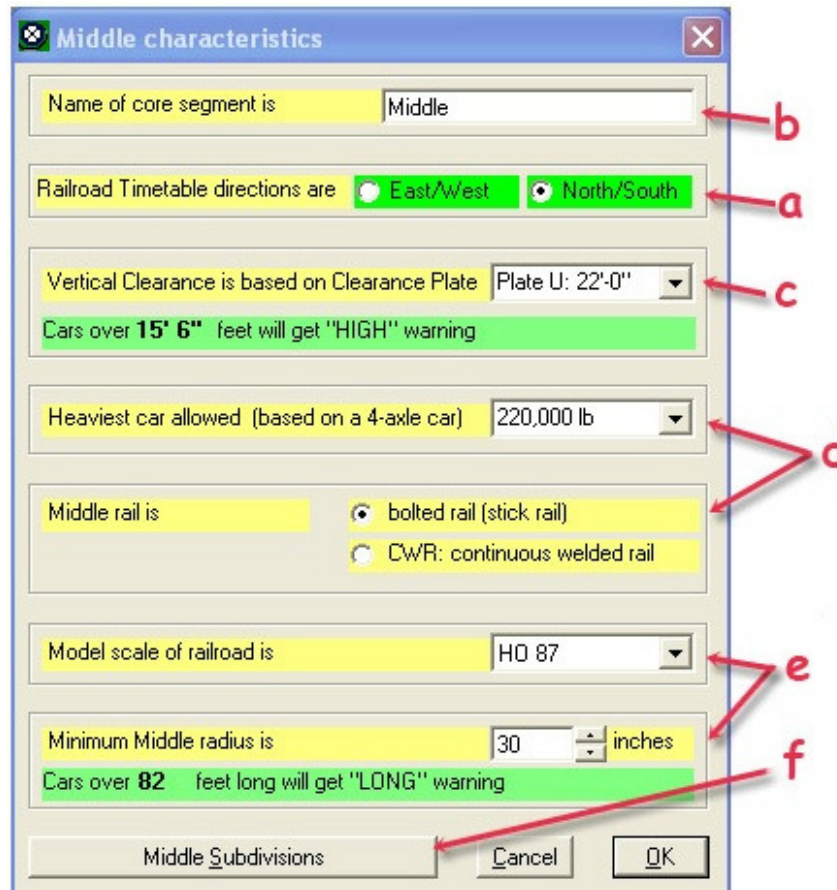 Middle characteristics
Name of core segment is Middle
b
Railroad Timetable directions are East/West North/South
a
Vertical Clearance is based on Clearance Plate Plate U: 22'-0"
c
Cars over 15' 6" feet will get "HIGH" warning
Heaviest car allowed (based on a 4-axle car) 220,000 lb
Middle rail is bolted rail (stick rail)
CWR: continuous welded rail
Model scale of railroad is HO 87
e
Minimum Middle radius is 30 inches
Cars over 82 feet long will get "LONG" warning
f
Middle Subdivisions Cancel OK